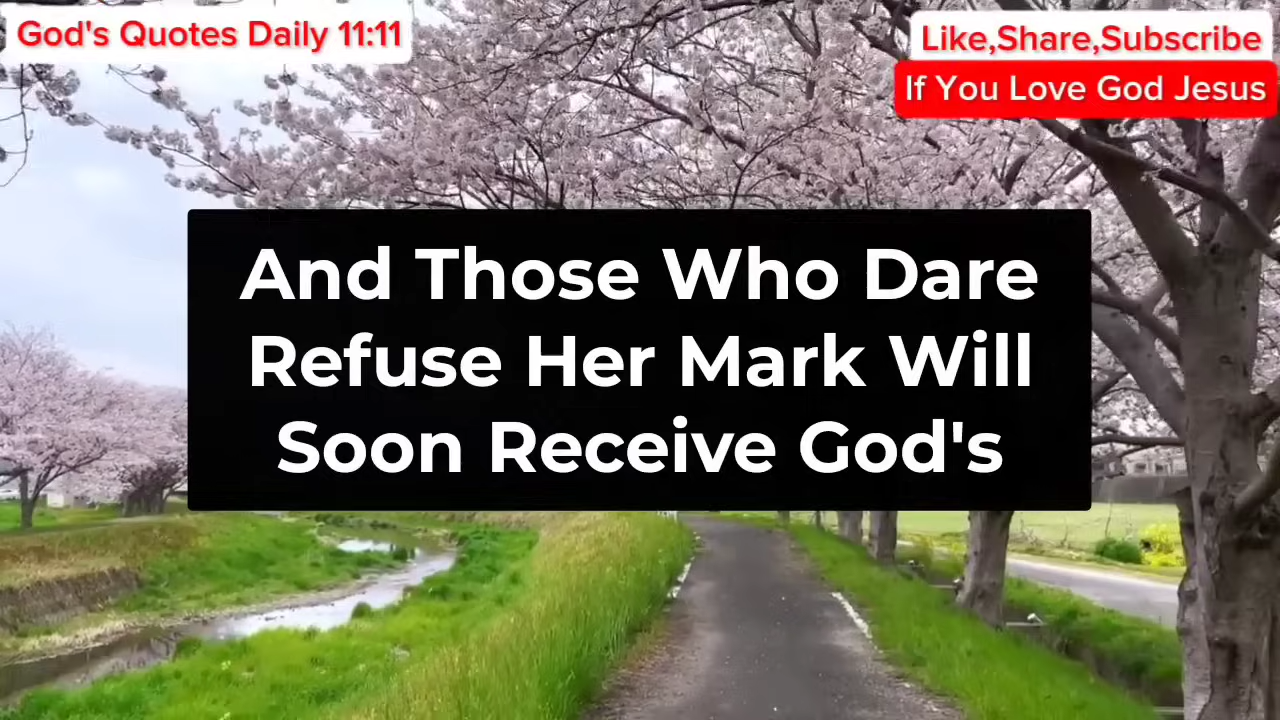 God's Quotes Daily 11:11
Like,Share,Subscribe
If You Love God Jesus
And Those Who Dare
Refuse Her Mark Will
Soon Receive God's